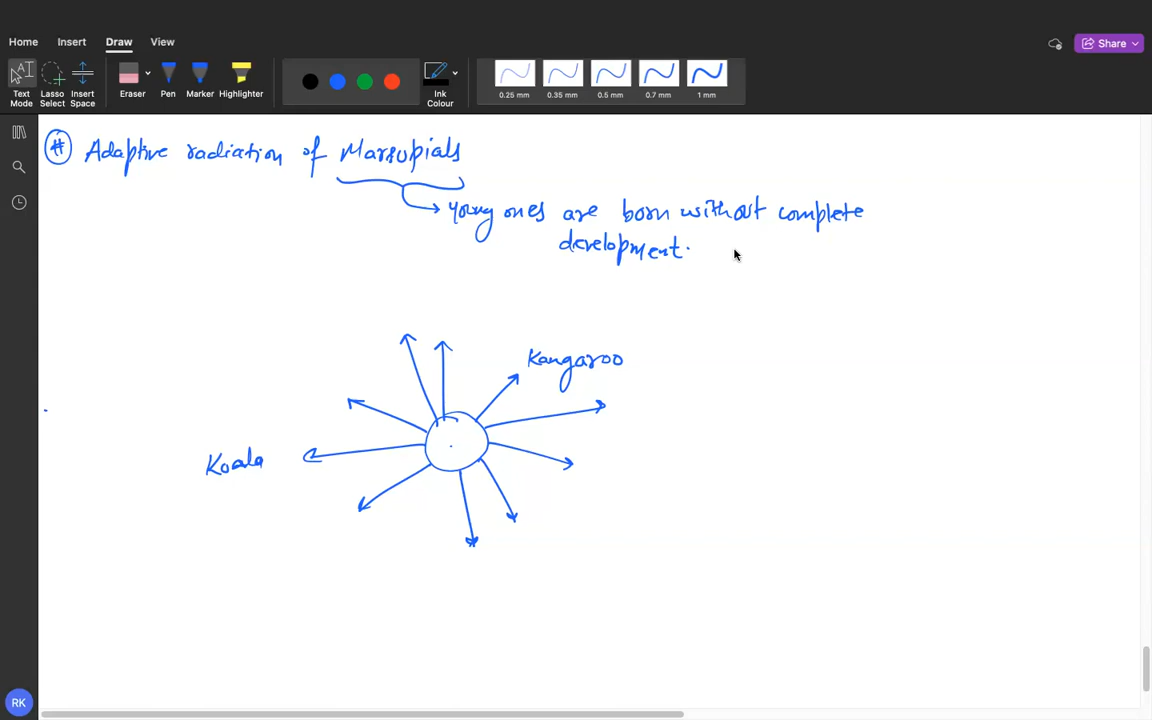 Home Insert Draw View
Share
Text Mode
Lasso Select
Insert Space
Eraser
Pen
Marker
Highlighter
Ink Colour
0.25 mm 0.35 mm 0.5 mm 0.7 mm 1 mm
# Adaptive radiation of Marsupials
young ones are born without complete
development.
Kangaroo
Koala
RK